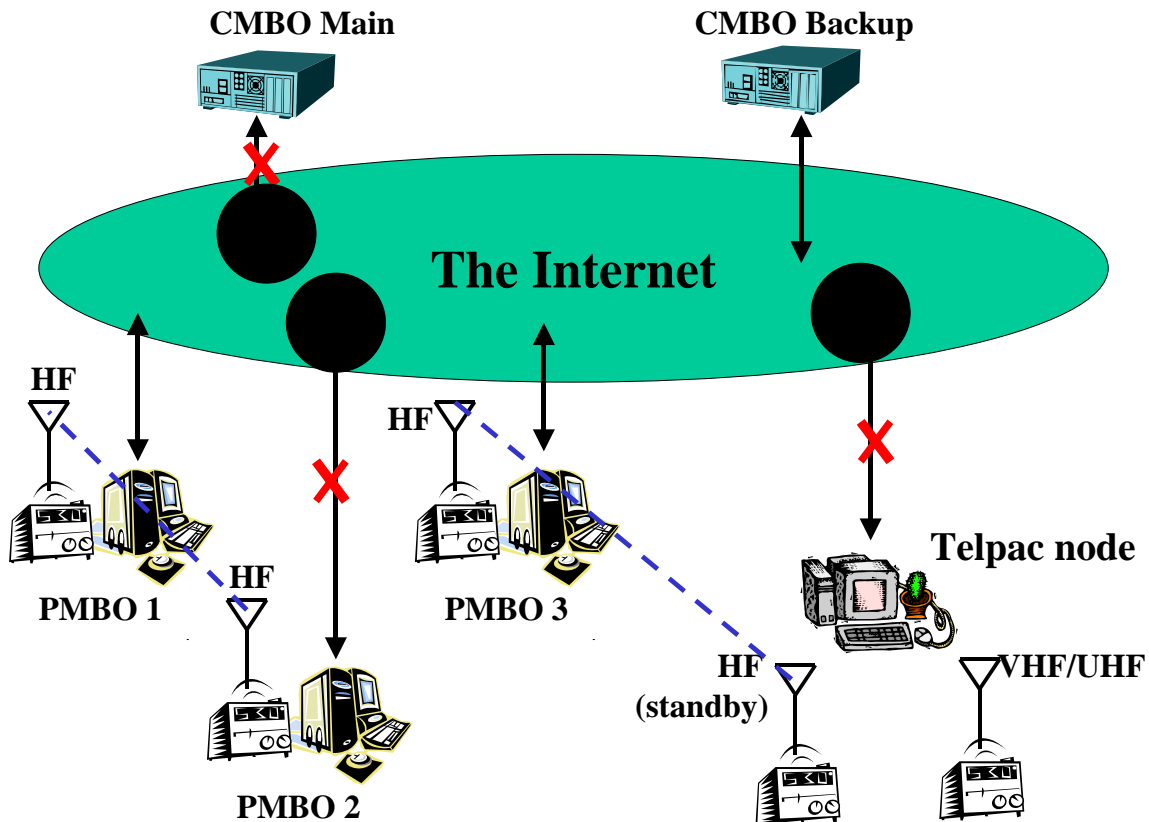 CMBO Main
CMBO Backup
The Internet
HF
HF
PMBO 1
HF
PMBO 2
PMBO 3
Telpac node
HF
(standby)
VHF/UHF